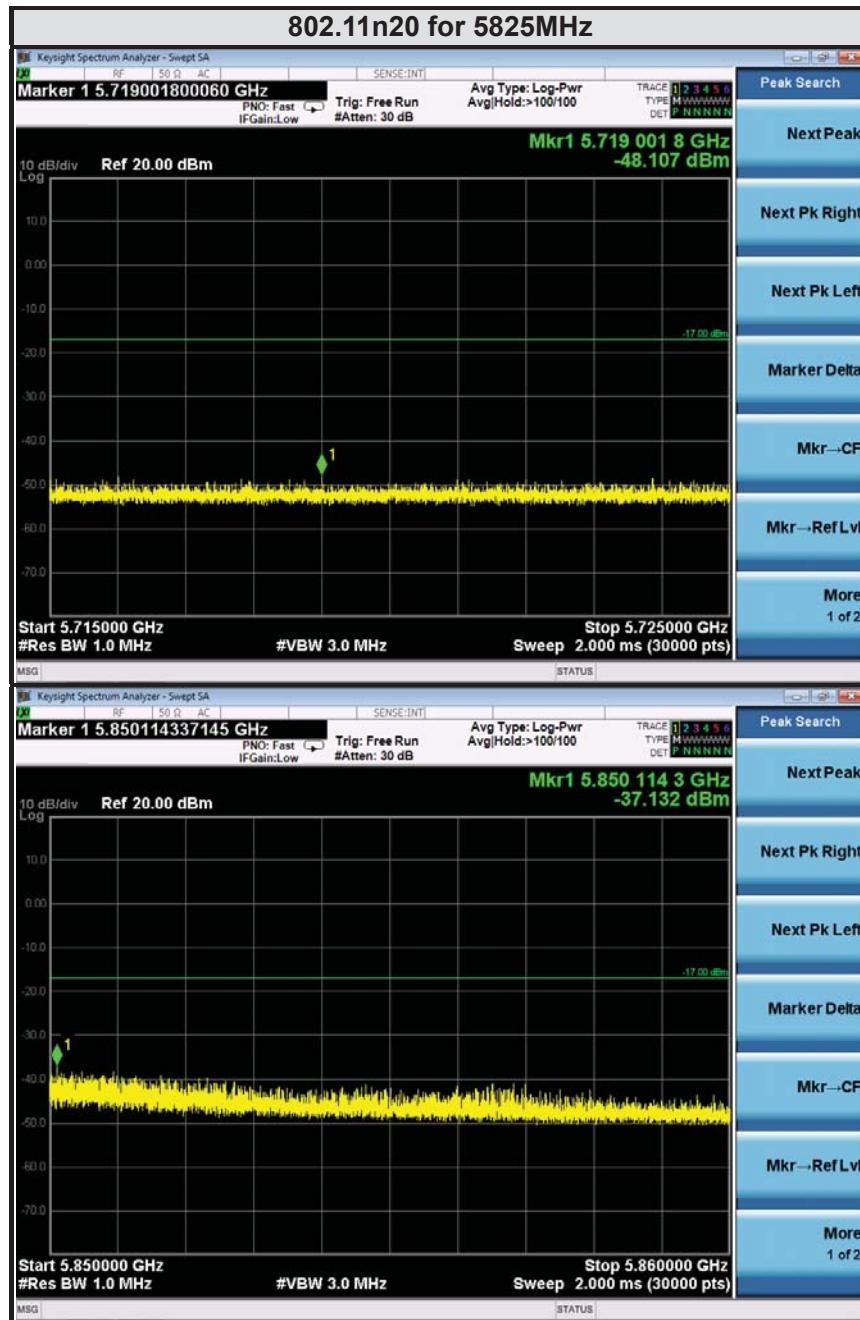 802.11n20 for 5825MHz
Keysight Spectrum Analyzer - Swept SA
LXI RF 50 Ω AC SENSE:INT
Marker 1 5.719001800060 GHz
PNO: Fast
IFGain:Low
Trig: Free Run
#Atten: 30 dB
Avg Type: Log-Pwr
Avg|Hold:>100/100
TRACE 1 2 3 4 5 6
TYPE M WWWWW
DET P N N N N N
Mkr1 5.719 001 8 GHz
-48.107 dBm
10 dB/div Ref 20.00 dBm
Log
10.0
0.00
-10.0
-17.00 dBm
-20.0
-30.0
-40.0
1
-50.0
-60.0
-70.0
Start 5.715000 GHz
Stop 5.725000 GHz
#Res BW 1.0 MHz
#VBW 3.0 MHz
Sweep 2.000 ms (30000 pts)
MSG
STATUS
Peak Search
Next Peak
Next Pk Right
Next Pk Left
Marker Delta
Mkr→CF
Mkr→Ref Lvl
More
1 of 2
Keysight Spectrum Analyzer - Swept SA
LXI RF 50 Ω AC SENSE:INT
Marker 1 5.850114337145 GHz
PNO: Fast
IFGain:Low
Trig: Free Run
#Atten: 30 dB
Avg Type: Log-Pwr
Avg|Hold:>100/100
TRACE 1 2 3 4 5 6
TYPE M WWWWW
DET P N N N N N
Mkr1 5.850 114 3 GHz
-37.132 dBm
10 dB/div Ref 20.00 dBm
Log
10.0
0.00
-10.0
-17.00 dBm
-20.0
-30.0
1
-40.0
-50.0
-60.0
-70.0
Start 5.850000 GHz
Stop 5.860000 GHz
#Res BW 1.0 MHz
#VBW 3.0 MHz
Sweep 2.000 ms (30000 pts)
MSG
STATUS
Peak Search
Next Peak
Next Pk Right
Next Pk Left
Marker Delta
Mkr→CF
Mkr→Ref Lvl
More
1 of 2